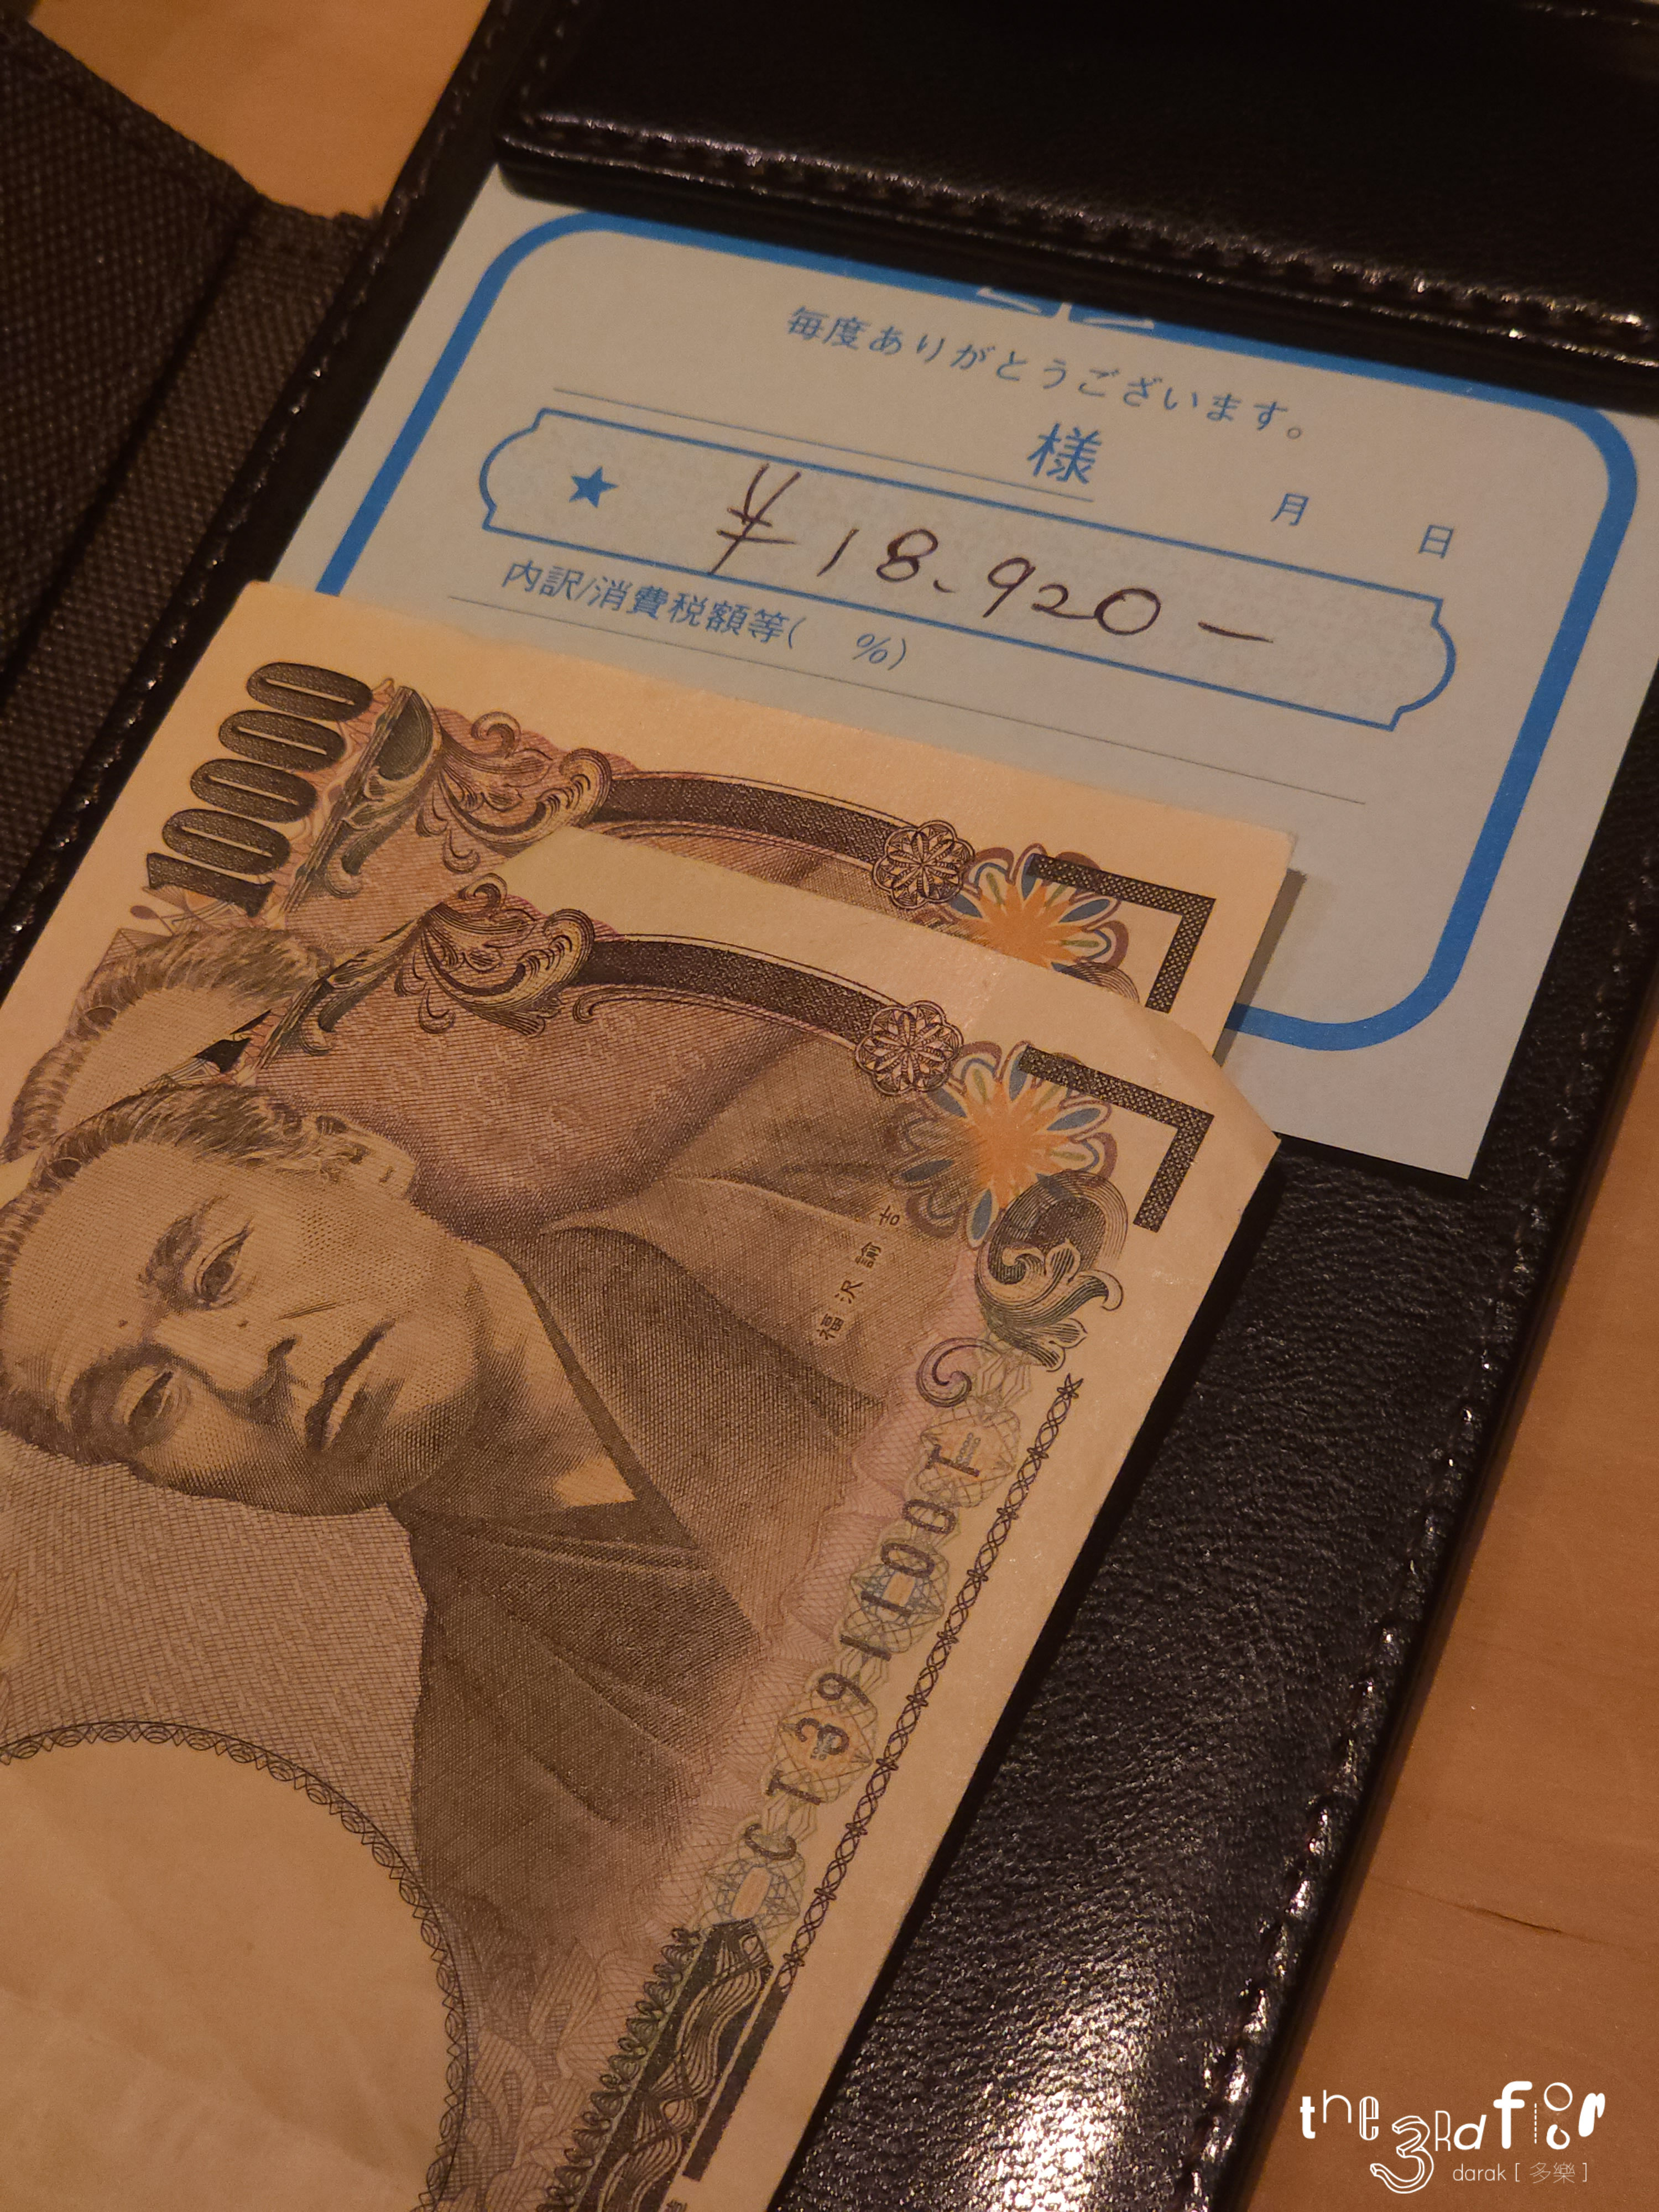 毎度ありがとうございます。
様
月 日
★ ¥18.920-
内訳/消費税額等( %)
10000
福沢諭吉
CT391100T
the 3rd floor
darak [ 多樂 ]